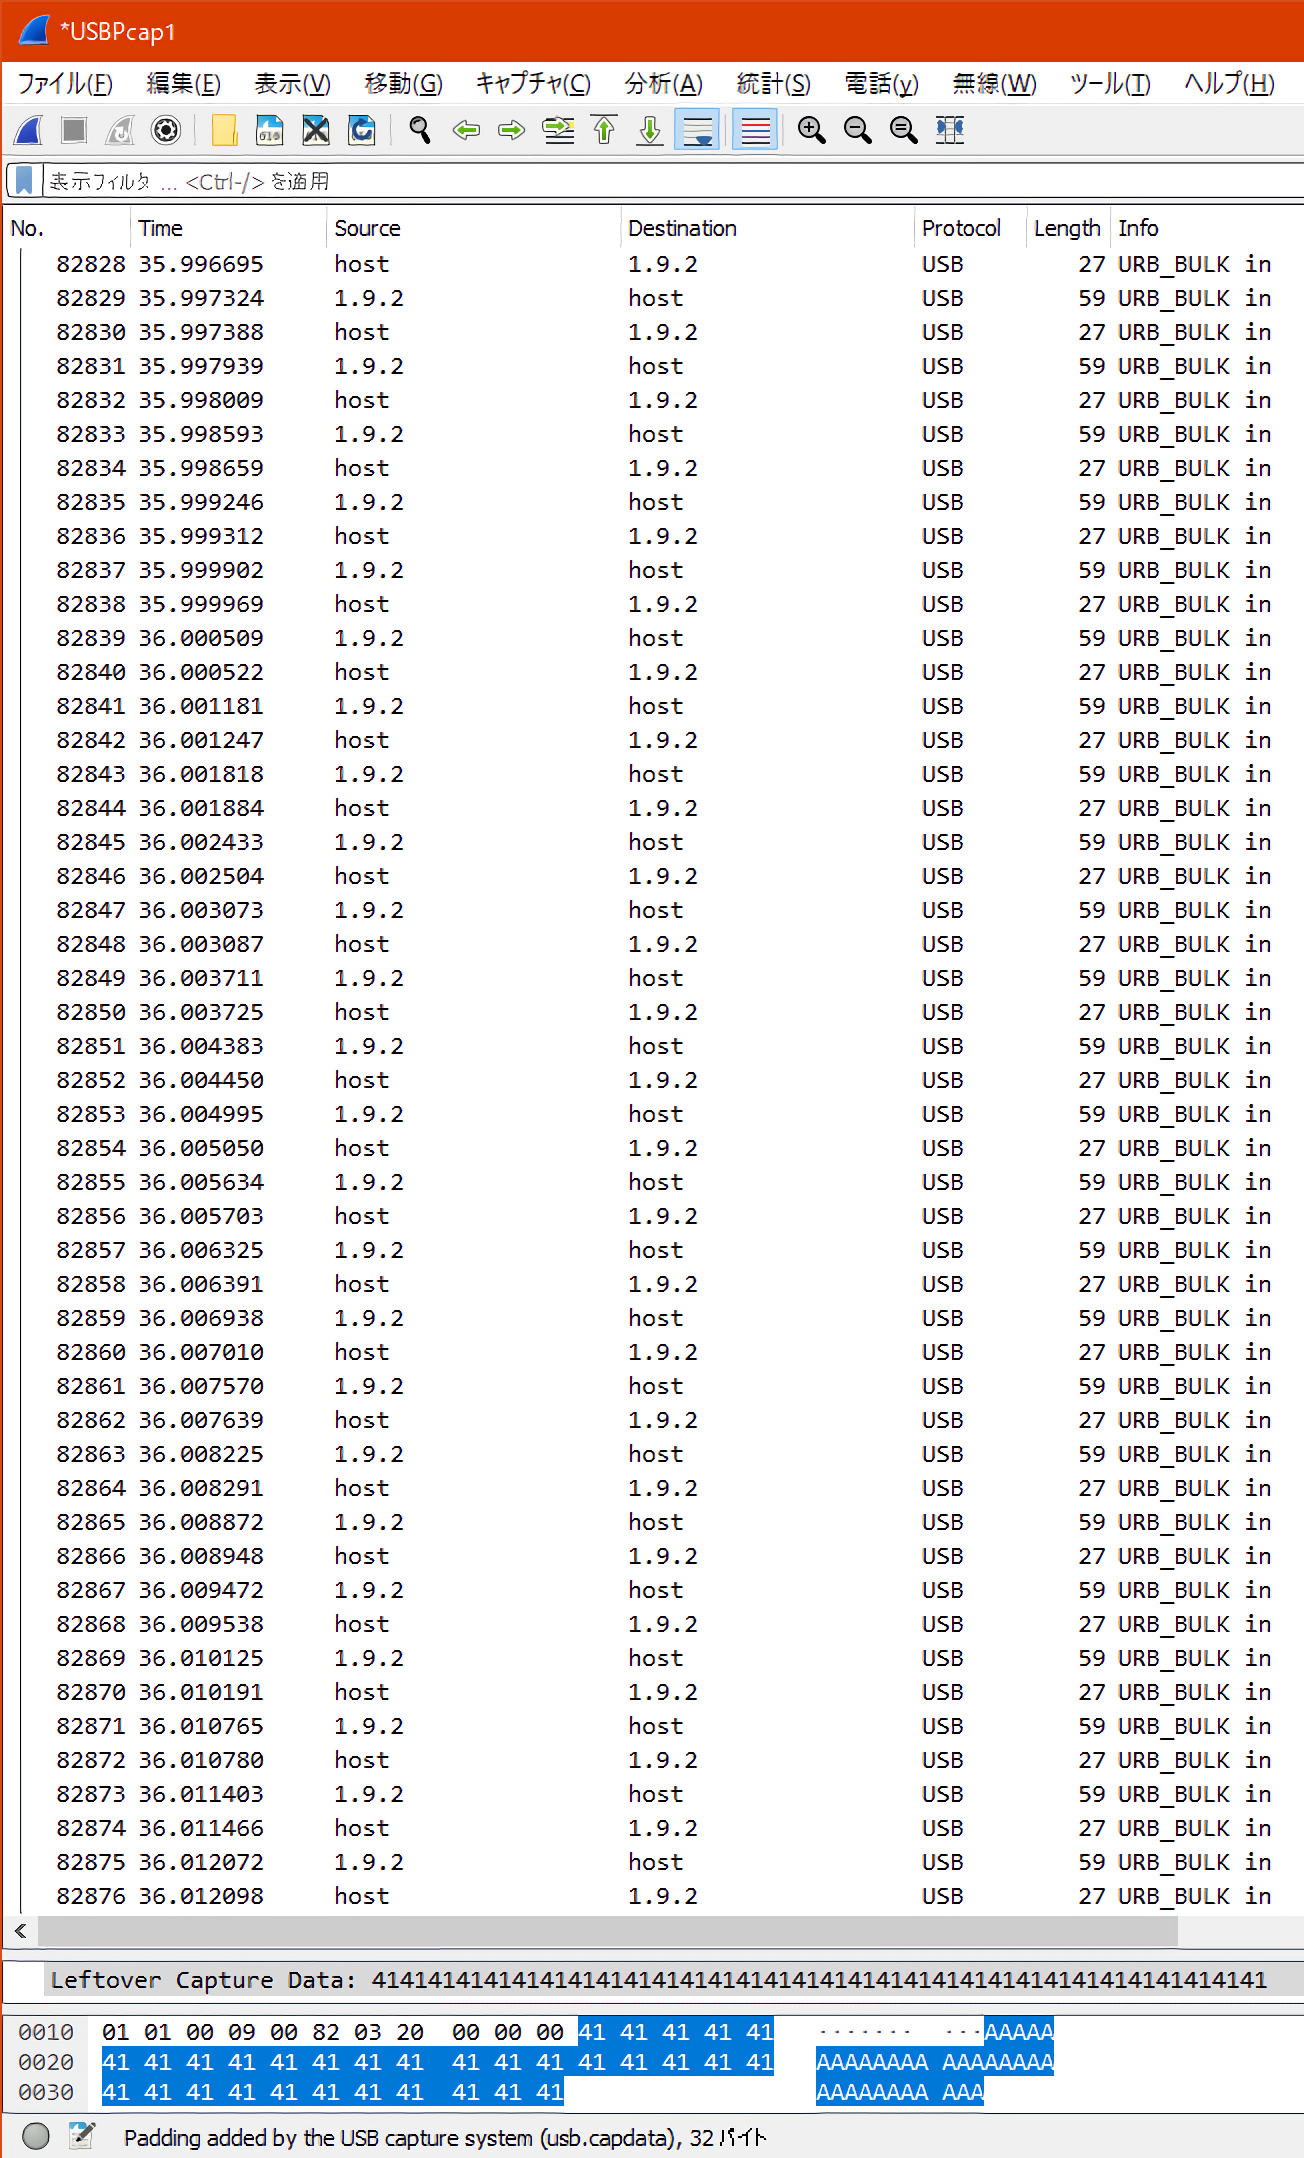 *USBPcap1
ファイル(F) 編集(E) 表示(V) 移動(G) キャプチャ(C) 分析(A) 統計(S) 電話(y) 無線(W) ツール(T) ヘルプ(H)
表示フィルタ … <Ctrl-/> を適用
No. Time Source Destination Protocol Length Info
82828 35.996695 host 1.9.2 USB 27 URB_BULK in
82829 35.997324 1.9.2 host USB 59 URB_BULK in
82830 35.997388 host 1.9.2 USB 27 URB_BULK in
82831 35.997939 1.9.2 host USB 59 URB_BULK in
82832 35.998009 host 1.9.2 USB 27 URB_BULK in
82833 35.998593 1.9.2 host USB 59 URB_BULK in
82834 35.998659 host 1.9.2 USB 27 URB_BULK in
82835 35.999246 1.9.2 host USB 59 URB_BULK in
82836 35.999312 host 1.9.2 USB 27 URB_BULK in
82837 35.999902 1.9.2 host USB 59 URB_BULK in
82838 35.999969 host 1.9.2 USB 27 URB_BULK in
82839 36.000509 1.9.2 host USB 59 URB_BULK in
82840 36.000522 host 1.9.2 USB 27 URB_BULK in
82841 36.001181 1.9.2 host USB 59 URB_BULK in
82842 36.001247 host 1.9.2 USB 27 URB_BULK in
82843 36.001818 1.9.2 host USB 59 URB_BULK in
82844 36.001884 host 1.9.2 USB 27 URB_BULK in
82845 36.002433 1.9.2 host USB 59 URB_BULK in
82846 36.002504 host 1.9.2 USB 27 URB_BULK in
82847 36.003073 1.9.2 host USB 59 URB_BULK in
82848 36.003087 host 1.9.2 USB 27 URB_BULK in
82849 36.003711 1.9.2 host USB 59 URB_BULK in
82850 36.003725 host 1.9.2 USB 27 URB_BULK in
82851 36.004383 1.9.2 host USB 59 URB_BULK in
82852 36.004450 host 1.9.2 USB 27 URB_BULK in
82853 36.004995 1.9.2 host USB 59 URB_BULK in
82854 36.005050 host 1.9.2 USB 27 URB_BULK in
82855 36.005634 1.9.2 host USB 59 URB_BULK in
82856 36.005703 host 1.9.2 USB 27 URB_BULK in
82857 36.006325 1.9.2 host USB 59 URB_BULK in
82858 36.006391 host 1.9.2 USB 27 URB_BULK in
82859 36.006938 1.9.2 host USB 59 URB_BULK in
82860 36.007010 host 1.9.2 USB 27 URB_BULK in
82861 36.007570 1.9.2 host USB 59 URB_BULK in
82862 36.007639 host 1.9.2 USB 27 URB_BULK in
82863 36.008225 1.9.2 host USB 59 URB_BULK in
82864 36.008291 host 1.9.2 USB 27 URB_BULK in
82865 36.008872 1.9.2 host USB 59 URB_BULK in
82866 36.008948 host 1.9.2 USB 27 URB_BULK in
82867 36.009472 1.9.2 host USB 59 URB_BULK in
82868 36.009538 host 1.9.2 USB 27 URB_BULK in
82869 36.010125 1.9.2 host USB 59 URB_BULK in
82870 36.010191 host 1.9.2 USB 27 URB_BULK in
82871 36.010765 1.9.2 host USB 59 URB_BULK in
82872 36.010780 host 1.9.2 USB 27 URB_BULK in
82873 36.011403 1.9.2 host USB 59 URB_BULK in
82874 36.011466 host 1.9.2 USB 27 URB_BULK in
82875 36.012072 1.9.2 host USB 59 URB_BULK in
82876 36.012098 host 1.9.2 USB 27 URB_BULK in
Leftover Capture Data: 4141414141414141414141414141414141414141414141414141414141414141
0010 01 01 00 09 00 82 03 20 00 00 00 41 41 41 41 41 ······· ···AAAAA
0020 41 41 41 41 41 41 41 41 41 41 41 41 41 41 41 41 AAAAAAAA AAAAAAAA
0030 41 41 41 41 41 41 41 41 41 41 41 AAAAAAAA AAA
Padding added by the USB capture system (usb.capdata), 32 バイト